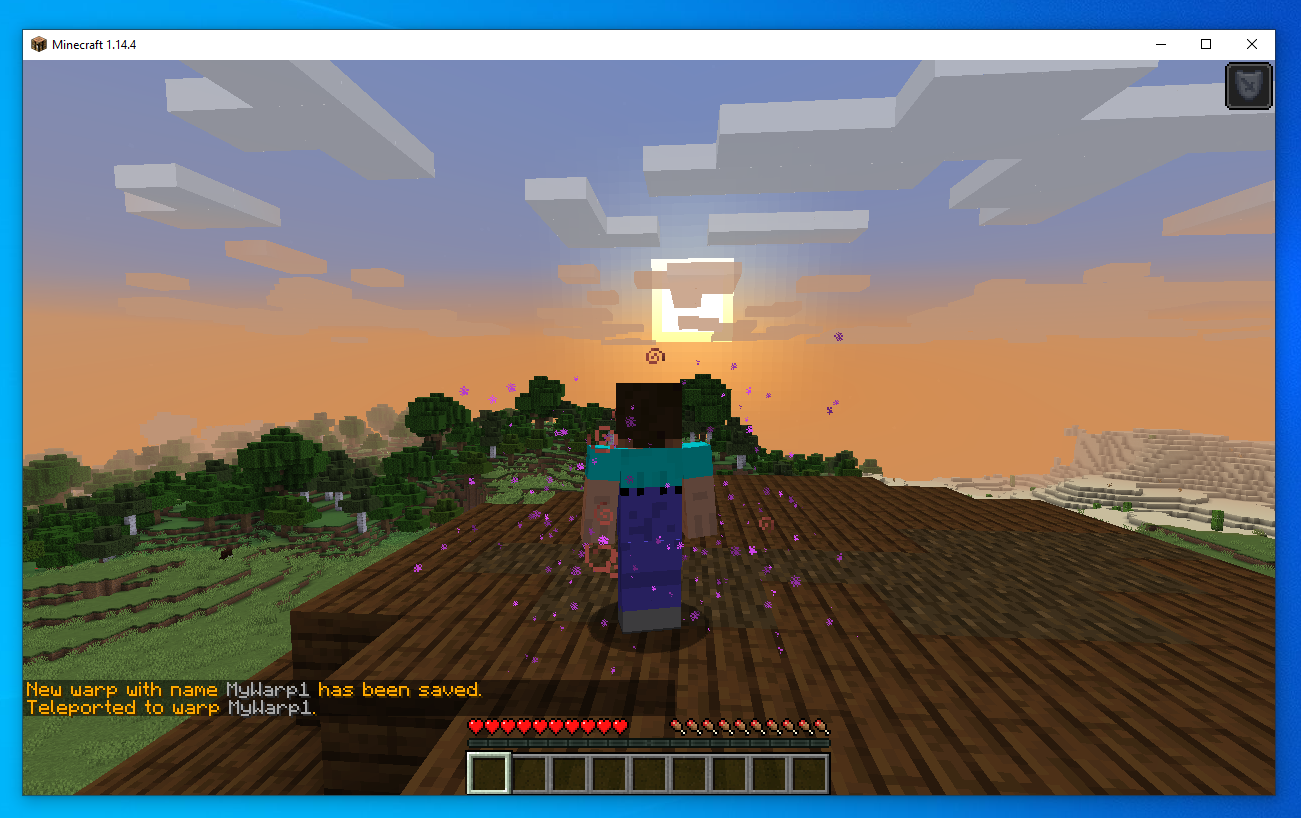 Minecraft 1.14.4
New warp with name MyWarp1 has been saved.
Teleported to warp MyWarp1.